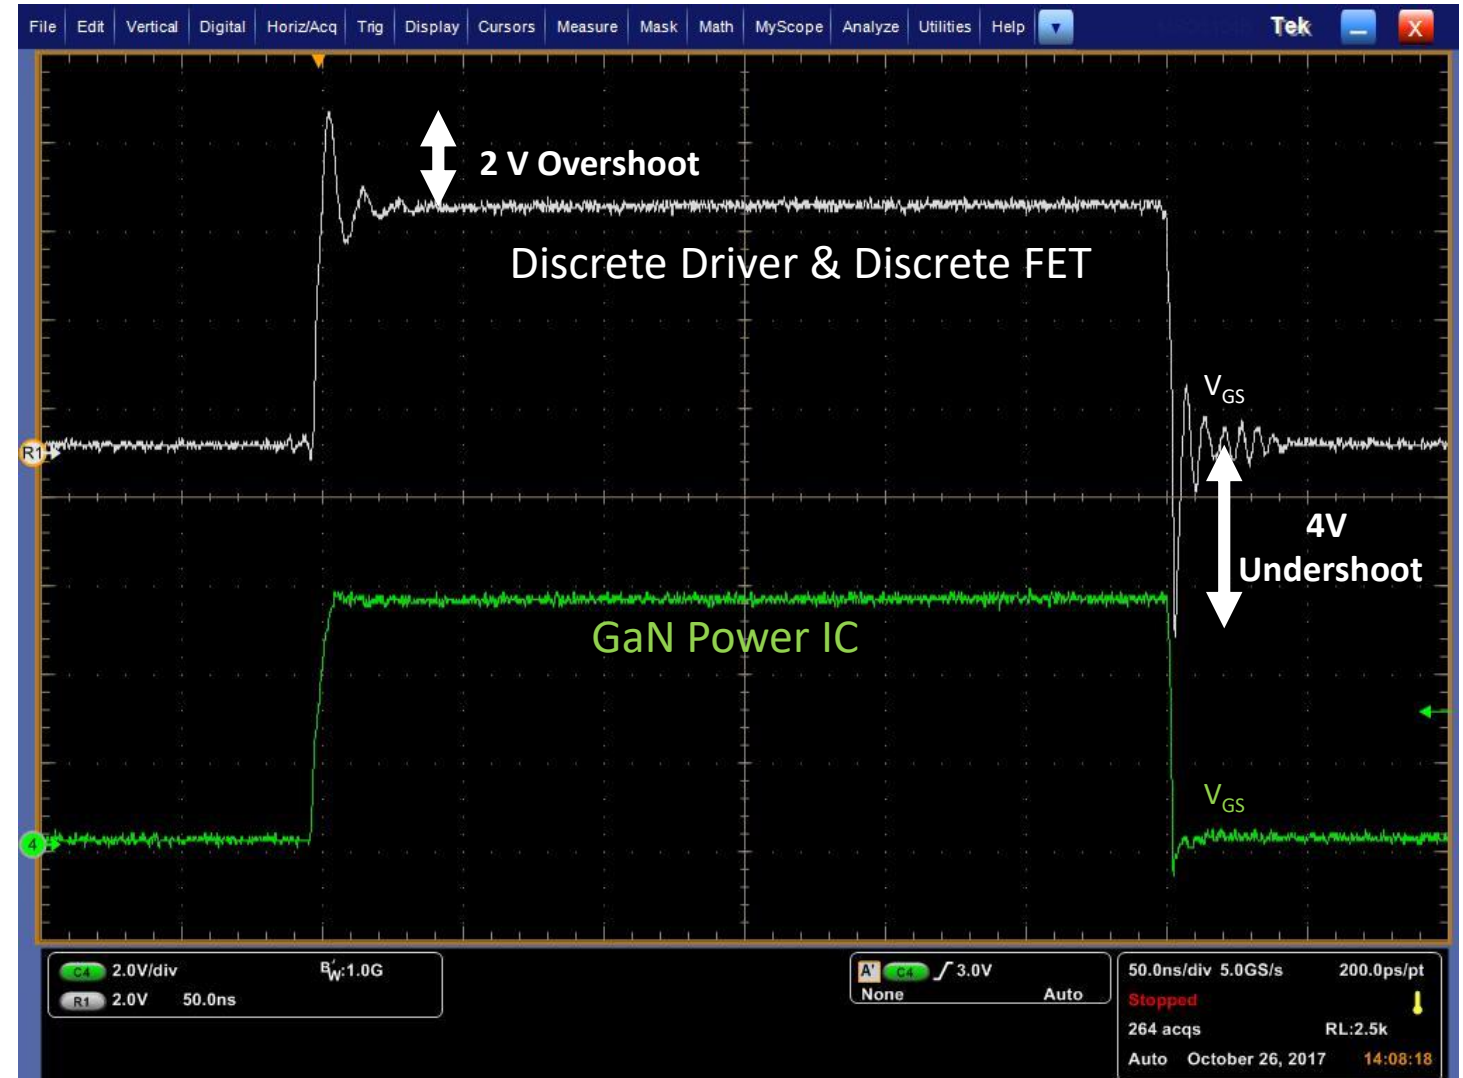 File Edit Vertical Digital Horiz/Acq Trig Display Cursors Measure Mask Math MyScope Analyze Utilities Help Tek X
2 V Overshoot
Discrete Driver & Discrete FET
VGS
R1
4V
Undershoot
GaN Power IC
VGS
4
C4 2.0V/div BW:1.0G
R1 2.0V 50.0ns
A' C4 3.0V
None Auto
50.0ns/div 5.0GS/s 200.0ps/pt
Stopped
264 acqs RL:2.5k
Auto October 26, 2017 14:08:18